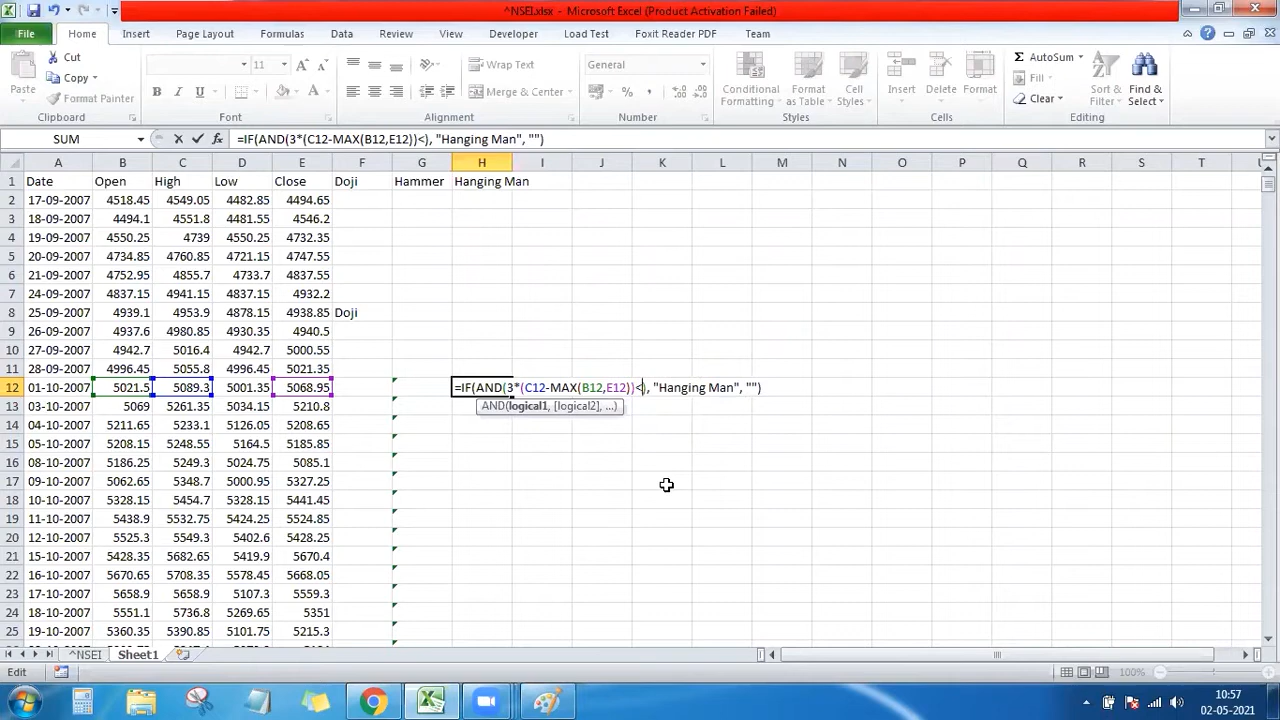 ^NSEI.xlsx - Microsoft Excel (Product Activation Failed)
File Home Insert Page Layout Formulas Data Review View Developer Load Test Foxit Reader PDF Team
Cut
Copy
Format Painter
Paste
Clipboard
11
Font
Wrap Text
Merge & Center
Alignment
General
Number
Conditional Formatting
Format as Table
Cell Styles
Styles
Insert Delete Format
Cells
AutoSum
Fill
Clear
Sort & Filter
Find & Select
Editing
SUM =IF(AND(3*(C12-MAX(B12,E12))<), "Hanging Man", "")
A B C D E F G H I J K L M N O P Q R S T
1 Date Open High Low Close Doji Hammer Hanging Man
2 17-09-2007 4518.45 4549.05 4482.85 4494.65
3 18-09-2007 4494.1 4551.8 4481.55 4546.2
4 19-09-2007 4550.25 4739 4550.25 4732.35
5 20-09-2007 4734.85 4760.85 4721.15 4747.55
6 21-09-2007 4752.95 4855.7 4733.7 4837.55
7 24-09-2007 4837.15 4941.15 4837.15 4932.2
8 25-09-2007 4939.1 4953.9 4878.15 4938.85 Doji
9 26-09-2007 4937.6 4980.85 4930.35 4940.5
10 27-09-2007 4942.7 5016.4 4942.7 5000.55
11 28-09-2007 4996.45 5055.8 4996.45 5021.35
12 01-10-2007 5021.5 5089.3 5001.35 5068.95 =IF(AND(3*(C12-MAX(B12,E12))<), "Hanging Man", "")
13 03-10-2007 5069 5261.35 5034.15 5210.8 AND(logical1, [logical2], ...)
14 04-10-2007 5211.65 5233.1 5126.05 5208.65
15 05-10-2007 5208.15 5248.55 5164.5 5185.85
16 08-10-2007 5186.25 5249.3 5024.75 5085.1
17 09-10-2007 5062.65 5348.7 5000.95 5327.25
18 10-10-2007 5328.15 5454.7 5328.15 5441.45
19 11-10-2007 5438.9 5532.75 5424.25 5524.85
20 12-10-2007 5525.3 5549.3 5402.6 5428.25
21 15-10-2007 5428.35 5682.65 5419.9 5670.4
22 16-10-2007 5670.65 5708.35 5578.45 5668.05
23 17-10-2007 5658.9 5658.9 5107.3 5559.3
24 18-10-2007 5551.1 5736.8 5269.65 5351
25 19-10-2007 5360.35 5390.85 5101.75 5215.3
^NSEI Sheet1
Edit 100%
10:57
02-05-2021